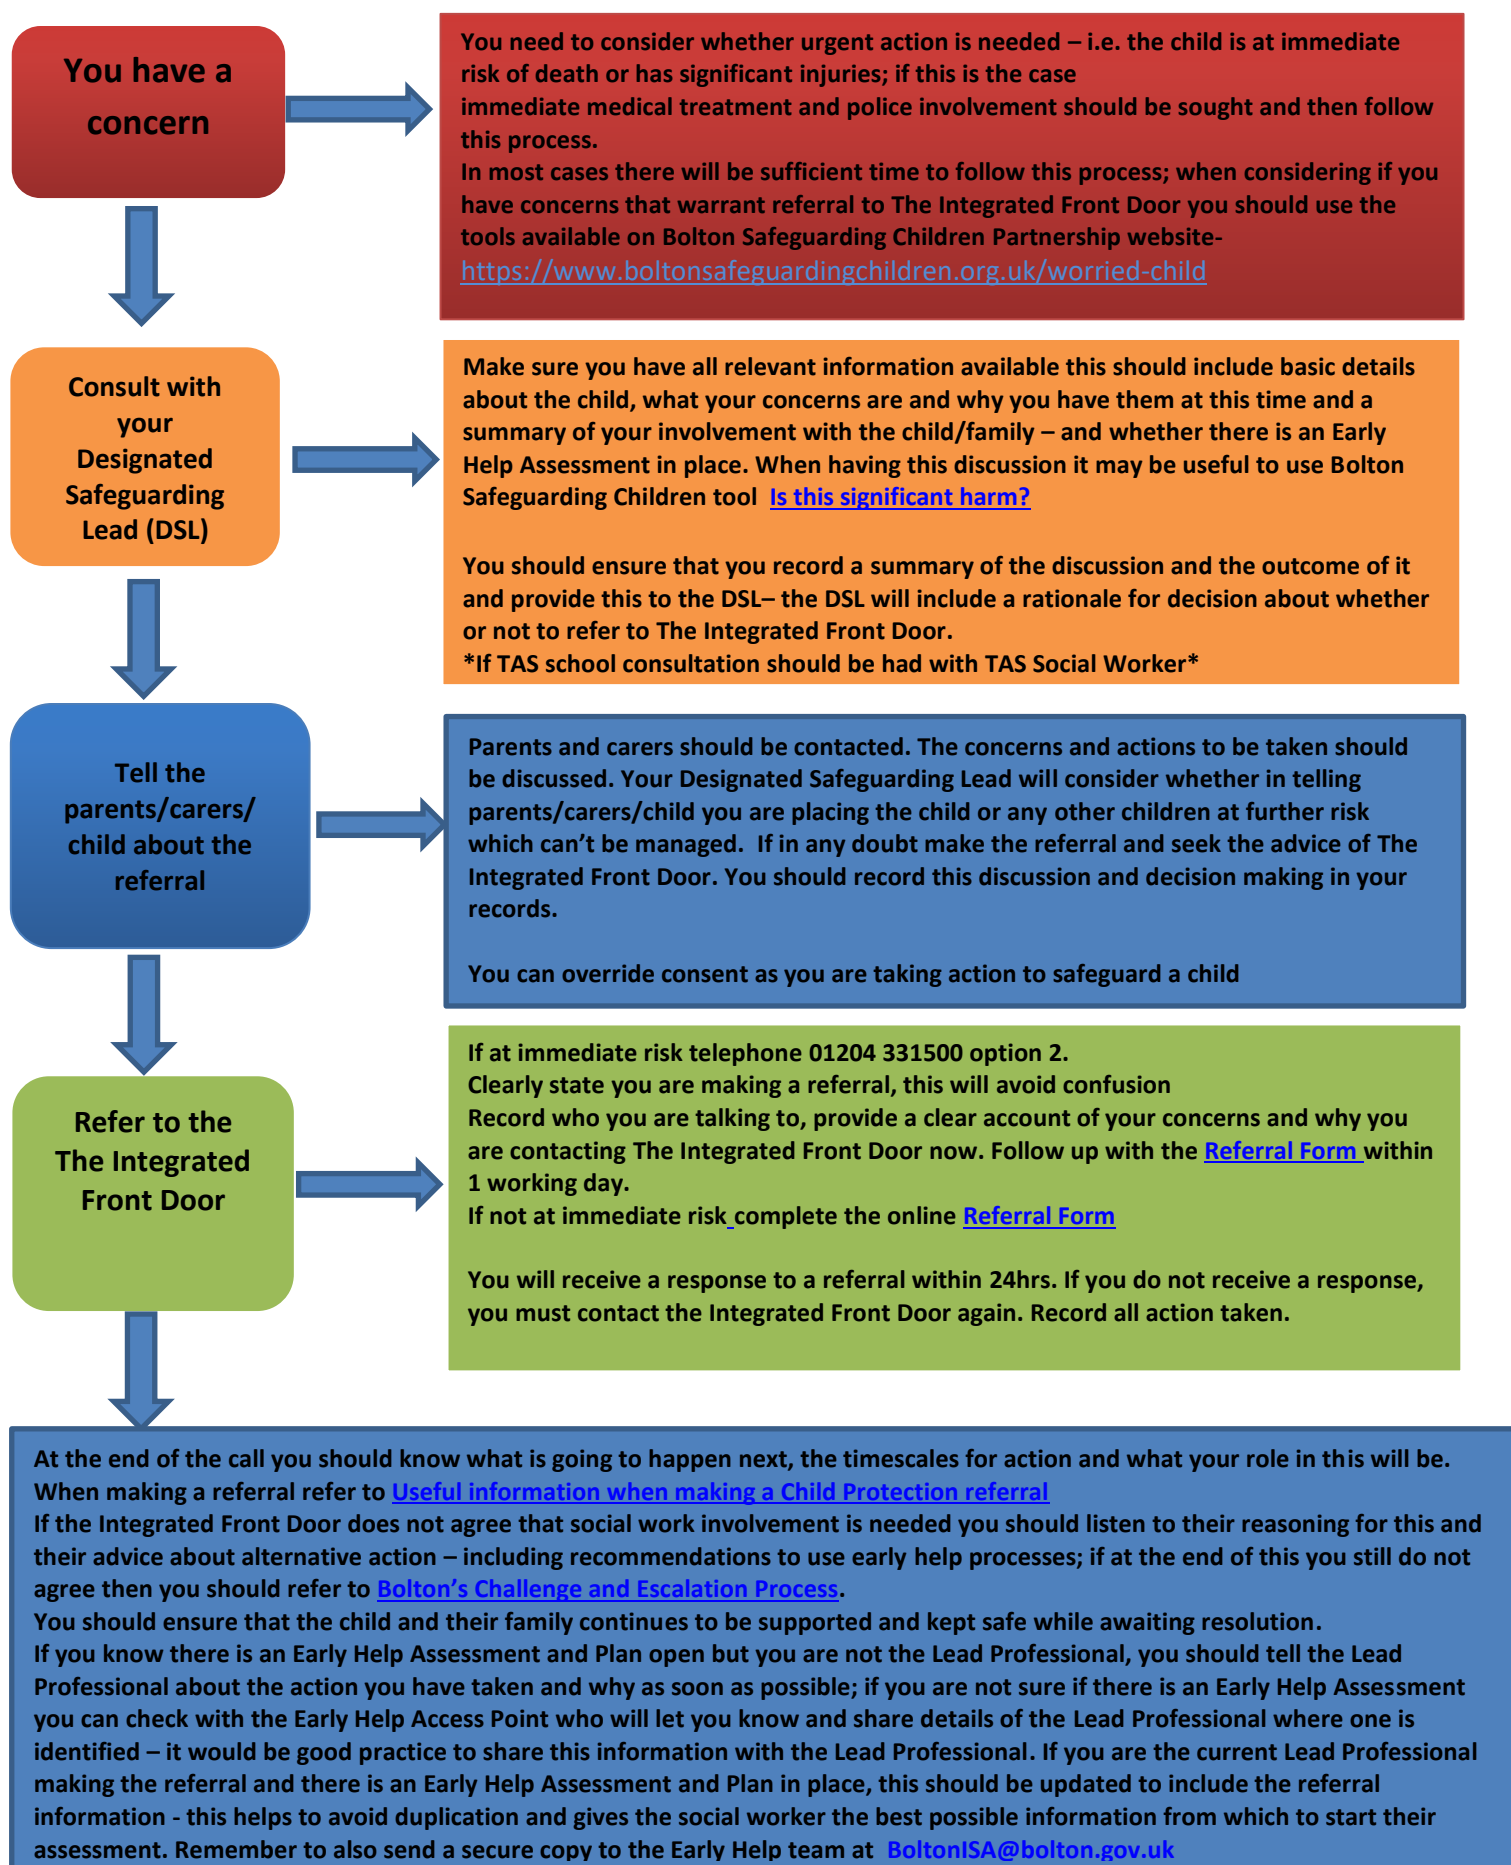 You have a
concern
You need to consider whether urgent action is needed – i.e. the child is at immediate
risk of death or has significant injuries; if this is the case
immediate medical treatment and police involvement should be sought and then follow
this process.
In most cases there will be sufficient time to follow this process; when considering if you
have concerns that warrant referral to The Integrated Front Door you should use the
tools available on Bolton Safeguarding Children Partnership website-
https://www.boltonsafeguardingchildren.org.uk/worried-child
Consult with
your
Designated
Safeguarding
Lead (DSL)
Make sure you have all relevant information available this should include basic details
about the child, what your concerns are and why you have them at this time and a
summary of your involvement with the child/family – and whether there is an Early
Help Assessment in place. When having this discussion it may be useful to use Bolton
Safeguarding Children tool  Is this significant harm?
You should ensure that you record a summary of the discussion and the outcome of it
and provide this to the DSL– the DSL will include a rationale for decision about whether
or not to refer to The Integrated Front Door.
*If TAS school consultation should be had with TAS Social Worker*
Tell the
parents/carers/
child about the
referral
Parents and carers should be contacted. The concerns and actions to be taken should
be discussed. Your Designated Safeguarding Lead will consider whether in telling
parents/carers/child you are placing the child or any other children at further risk
which can’t be managed.  If in any doubt make the referral and seek the advice of The
Integrated Front Door. You should record this discussion and decision making in your
records.
You can override consent as you are taking action to safeguard a child
Refer to the
The Integrated
Front Door
If at immediate risk telephone 01204 331500 option 2.
Clearly state you are making a referral, this will avoid confusion
Record who you are talking to, provide a clear account of your concerns and why you
are contacting The Integrated Front Door now. Follow up with the Referral Form within
1 working day.
If not at immediate risk complete the online Referral Form
You will receive a response to a referral within 24hrs. If you do not receive a response,
you must contact the Integrated Front Door again. Record all action taken.
At the end of the call you should know what is going to happen next, the timescales for action and what your role in this will be.
When making a referral refer to Useful information when making a Child Protection referral
If the Integrated Front Door does not agree that social work involvement is needed you should listen to their reasoning for this and
their advice about alternative action – including recommendations to use early help processes; if at the end of this you still do not
agree then you should refer to Bolton’s Challenge and Escalation Process.
You should ensure that the child and their family continues to be supported and kept safe while awaiting resolution.
If you know there is an Early Help Assessment and Plan open but you are not the Lead Professional, you should tell the Lead
Professional about the action you have taken and why as soon as possible; if you are not sure if there is an Early Help Assessment
you can check with the Early Help Access Point who will let you know and share details of the Lead Professional where one is
identified – it would be good practice to share this information with the Lead Professional. If you are the current Lead Professional
making the referral and there is an Early Help Assessment and Plan in place, this should be updated to include the referral
information - this helps to avoid duplication and gives the social worker the best possible information from which to start their
assessment. Remember to also send a secure copy to the Early Help team at  BoltonISA@bolton.gov.uk